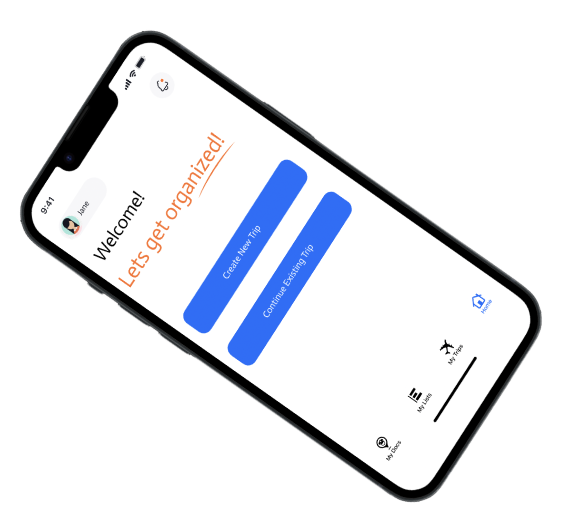 9:41
Jane
Welcome!
Lets get organized!
Create New Trip
Continue Existing Trip
My Docs
My Lists
My Trips
Home